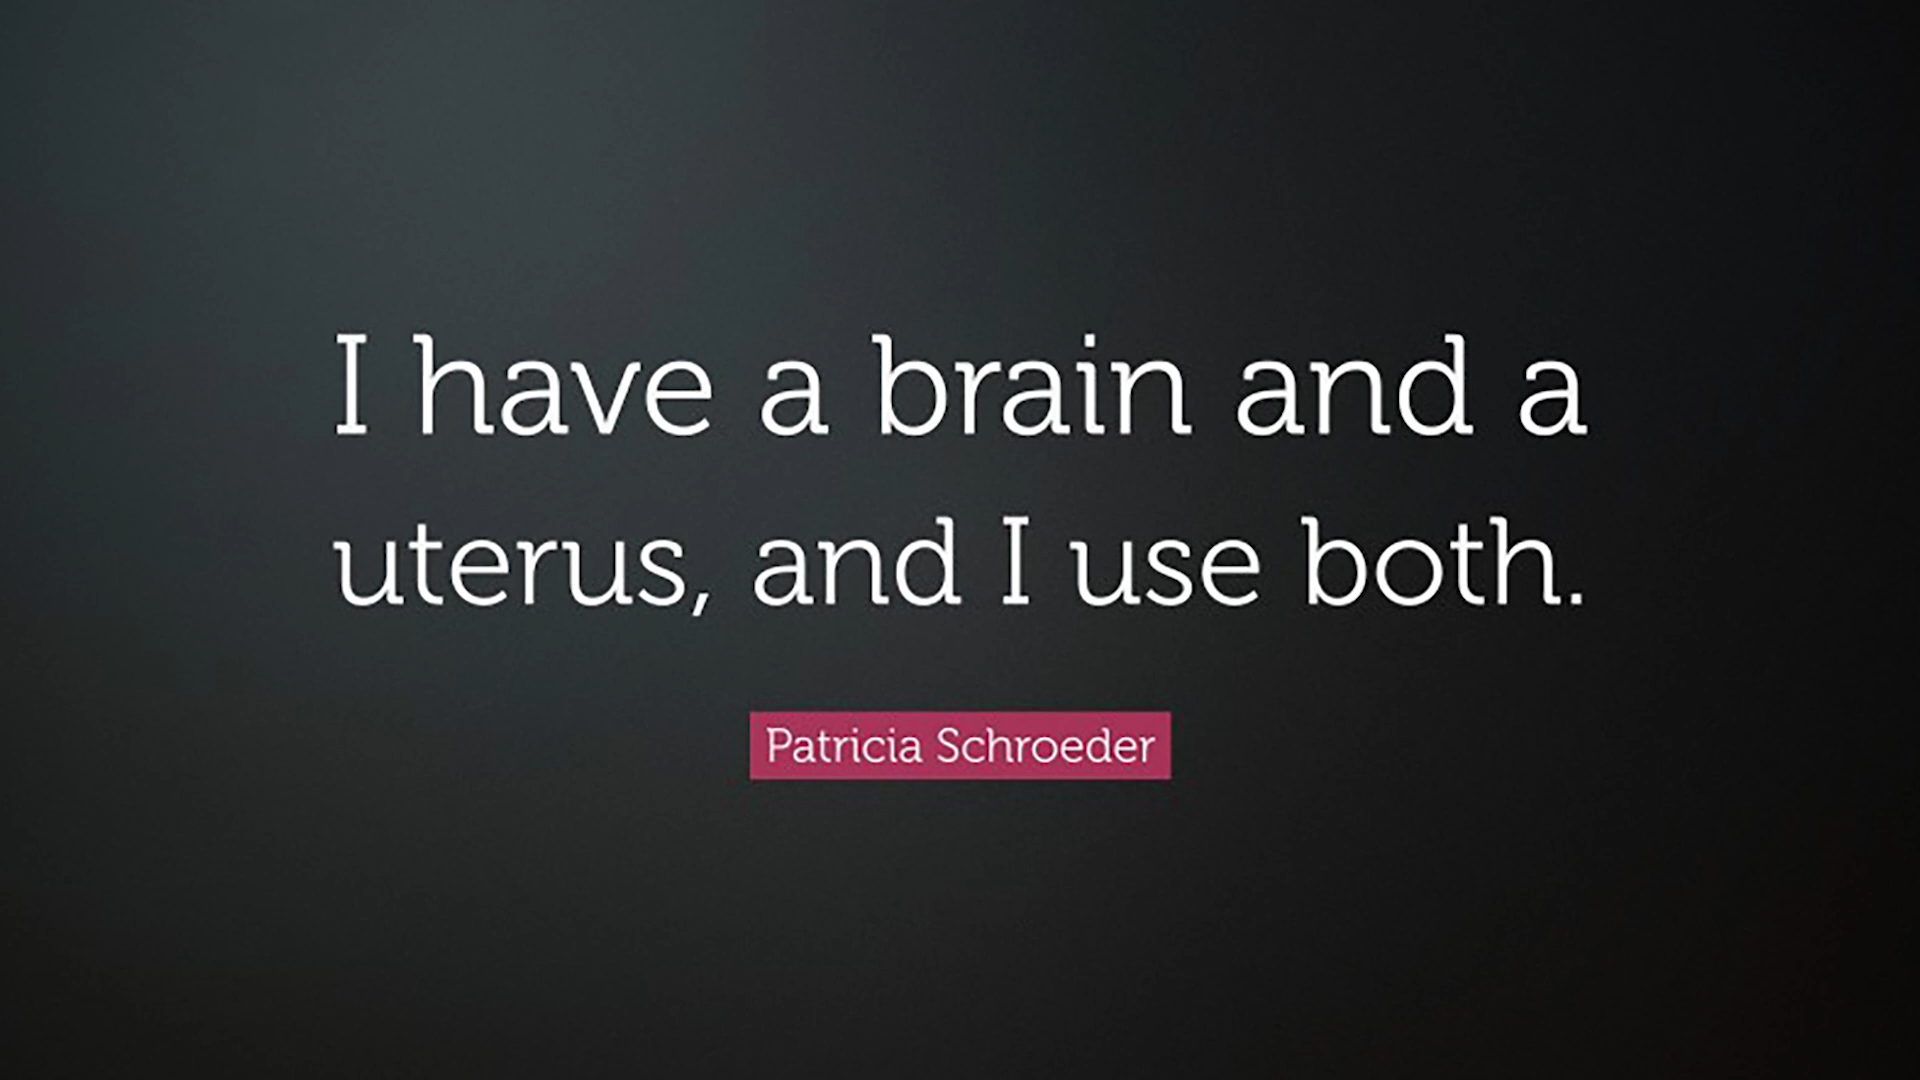 I have a brain and a
uterus, and I use both.
Patricia Schroeder